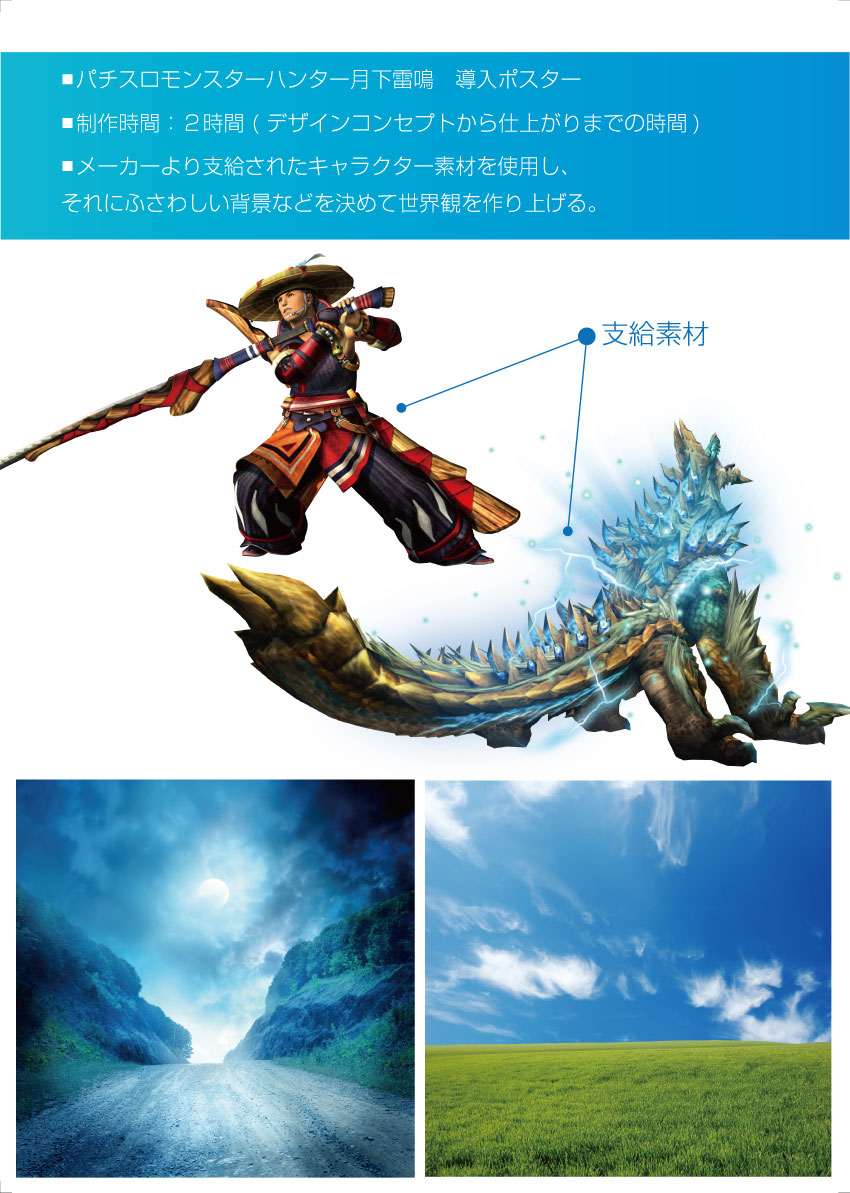 ■パチスロモンスターハンター月下雷鳴　導入ポスター
■制作時間：２時間 ( デザインコンセプトから仕上がりまでの時間 )
■メーカーより支給されたキャラクター素材を使用し、
それにふさわしい背景などを決めて世界観を作り上げる。
支給素材